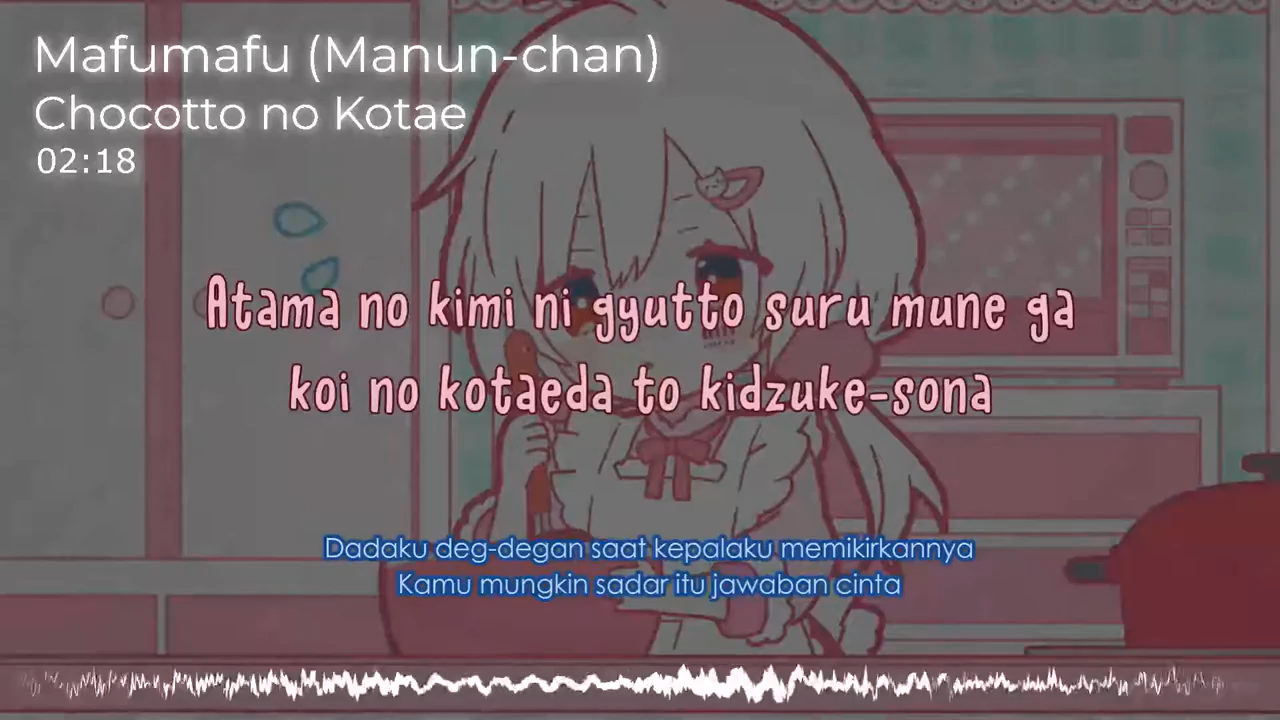 Mafumafu (Manun-chan)
Chocotto no Kotae
02:18
Atama no kimi ni gyutto suru mune ga
koi no kotaeda to kidzuke-sona
Dadaku deg-degan saat kepalaku memikirkannya
Kamu mungkin sadar itu jawaban cinta